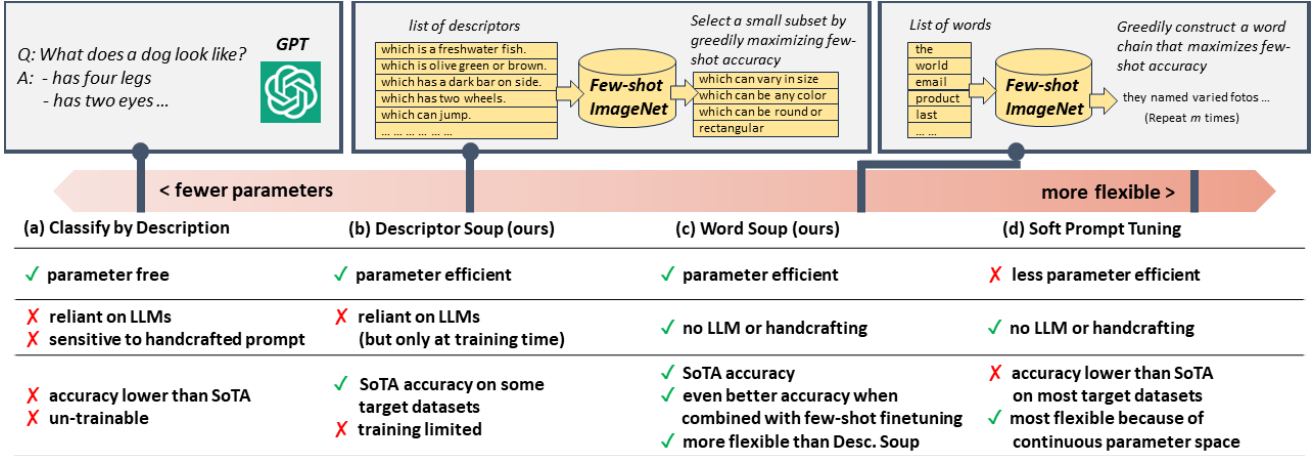 Q: What does a dog look like?
A: - has four legs
- has two eyes ...
GPT
list of descriptors
which is a freshwater fish.
which is olive green or brown.
which has a dark bar on side.
which has two wheels.
which can jump.
... ... ... ... ... ...
Few-shot
ImageNet
Select a small subset by
greedily maximizing few-
shot accuracy
which can vary in size
which can be any color
which can be round or
rectangular
List of words
the
world
email
product
last
... ...
Few-shot
ImageNet
Greedily construct a word
chain that maximizes few-
shot accuracy
they named varied fotos ...
(Repeat m times)
< fewer parameters
more flexible >
(a) Classify by Description
(b) Descriptor Soup (ours)
(c) Word Soup (ours)
(d) Soft Prompt Tuning
✓ parameter free
✓ parameter efficient
✓ parameter efficient
✗ less parameter efficient
✗ reliant on LLMs
✗ sensitive to handcrafted prompt
✗ reliant on LLMs
(but only at training time)
✓ no LLM or handcrafting
✓ no LLM or handcrafting
✗ accuracy lower than SoTA
✗ un-trainable
✓ SoTA accuracy on some
target datasets
✗ training limited
✓ SoTA accuracy
✓ even better accuracy when
combined with few-shot finetuning
✓ more flexible than Desc. Soup
✗ accuracy lower than SoTA
on most target datasets
✓ most flexible because of
continuous parameter space